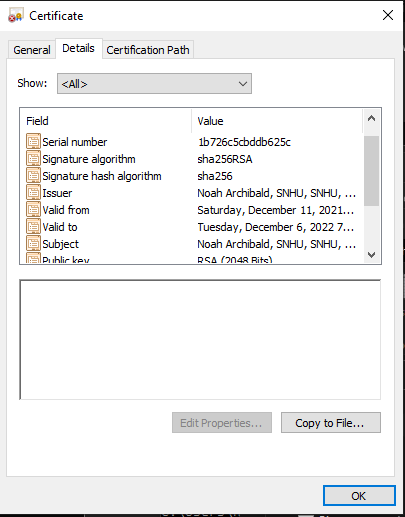 Certificate
General Details Certification Path
Show: <All>
Field Value
Serial number 1b726c5cbddb625c
Signature algorithm sha256RSA
Signature hash algorithm sha256
Issuer Noah Archibald, SNHU, SNHU, ...
Valid from Saturday, December 11, 2021...
Valid to Tuesday, December 6, 2022 7...
Subject Noah Archibald, SNHU, SNHU, ...
Public key RSA (2048 Bits)
Edit Properties... Copy to File...
OK